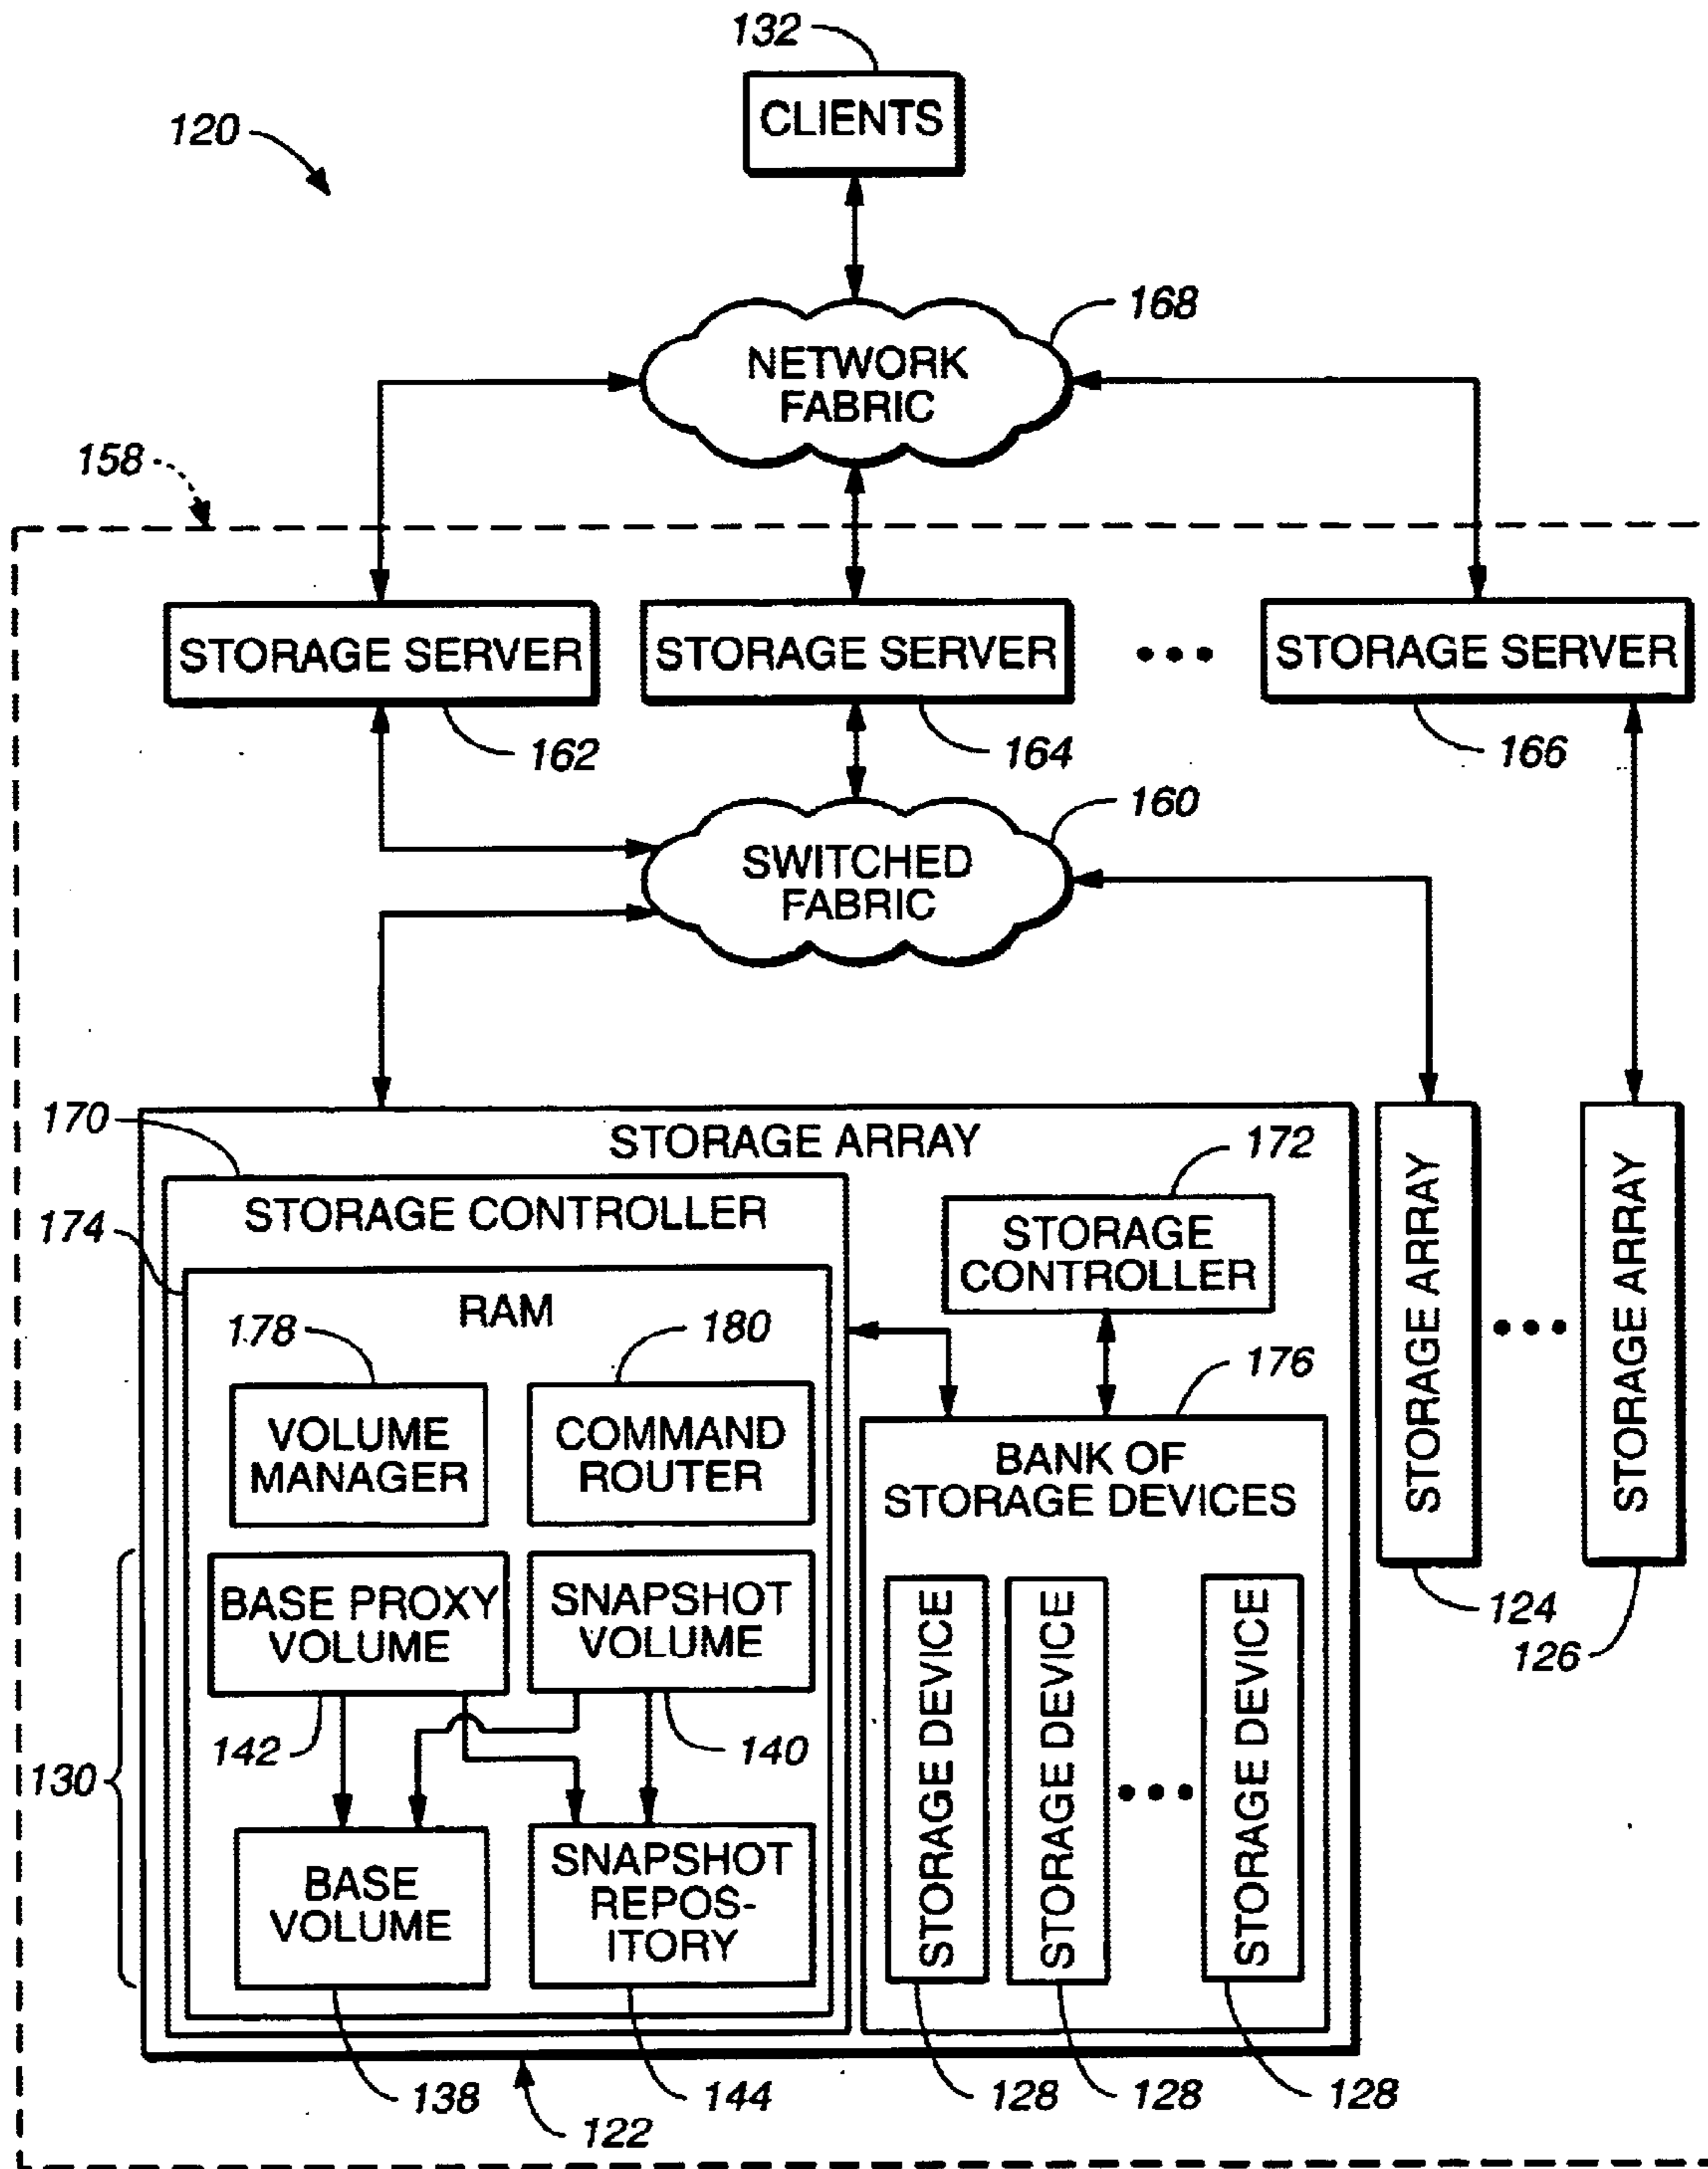 132
CLIENTS
120
168
NETWORK
FABRIC
158
STORAGE SERVER
STORAGE SERVER
STORAGE SERVER
162
164
166
160
SWITCHED
FABRIC
170
STORAGE ARRAY
172
174
STORAGE CONTROLLER
STORAGE
CONTROLLER
RAM
178
180
176
VOLUME
MANAGER
COMMAND
ROUTER
BANK OF
STORAGE DEVICES
STORAGE ARRAY
STORAGE ARRAY
BASE PROXY
VOLUME
SNAPSHOT
VOLUME
124
126
142
140
130
STORAGE DEVICE
STORAGE DEVICE
STORAGE DEVICE
BASE
VOLUME
SNAPSHOT
REPOS-
ITORY
138
144
128
128
128
122